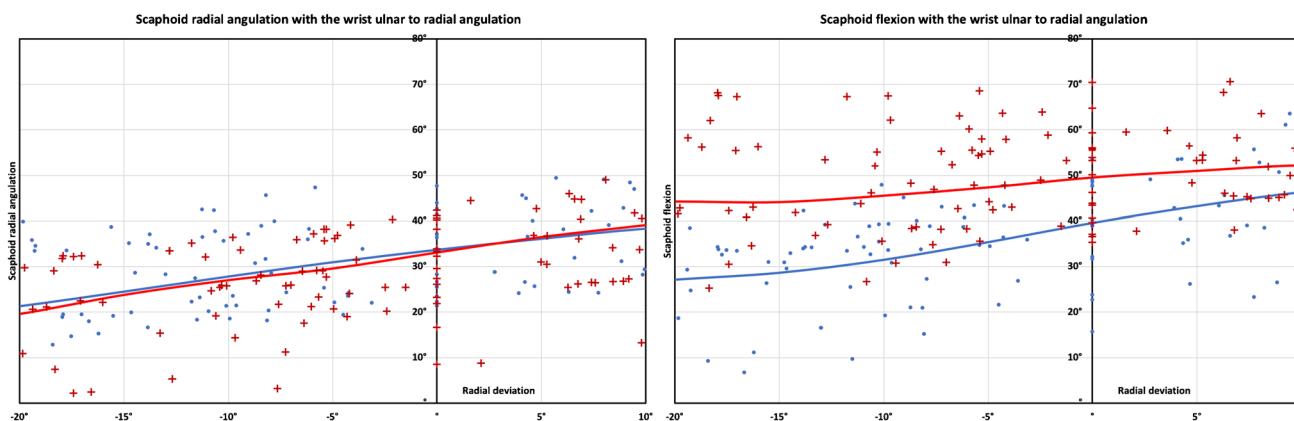 Scaphoid radial angulation with the wrist ulnar to radial angulation
80°
70°
60°
50°
40°
30°
20°
10°
Scaphoid radial angulation
Radial deviation
-20° -15° -10° -5° ° 5° 10°
Scaphoid flexion with the wrist ulnar to radial angulation
80°
70°
60°
50°
40°
30°
20°
10°
Scaphoid flexion
Radial deviation
-20° -15° -10° -5° ° 5°